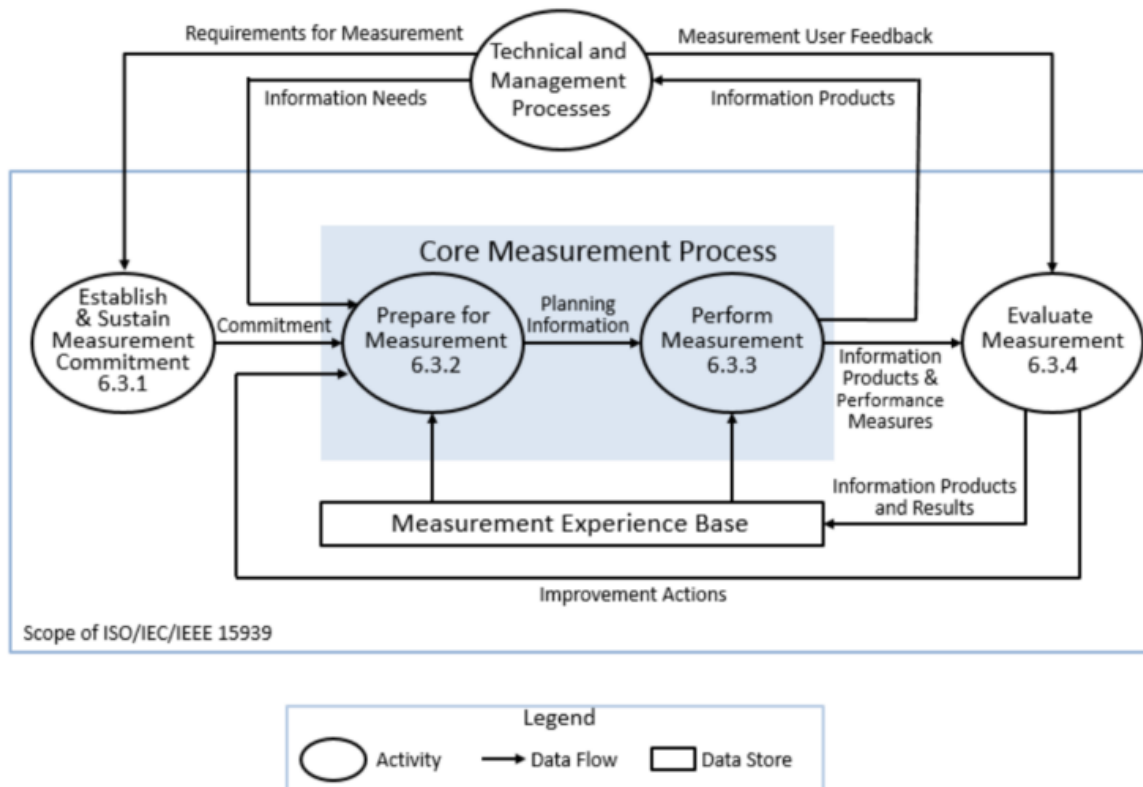 Requirements for Measurement
Technical and
Management
Processes
Measurement User Feedback
Information Needs
Information Products
Core Measurement Process
Establish
& Sustain
Measurement
Commitment
6.3.1
Commitment
Prepare for
Measurement
6.3.2
Planning
Information
Perform
Measurement
6.3.3
Information
Products &
Performance
Measures
Evaluate
Measurement
6.3.4
Information Products
and Results
Measurement Experience Base
Improvement Actions
Scope of ISO/IEC/IEEE 15939
Legend
Activity
Data Flow
Data Store